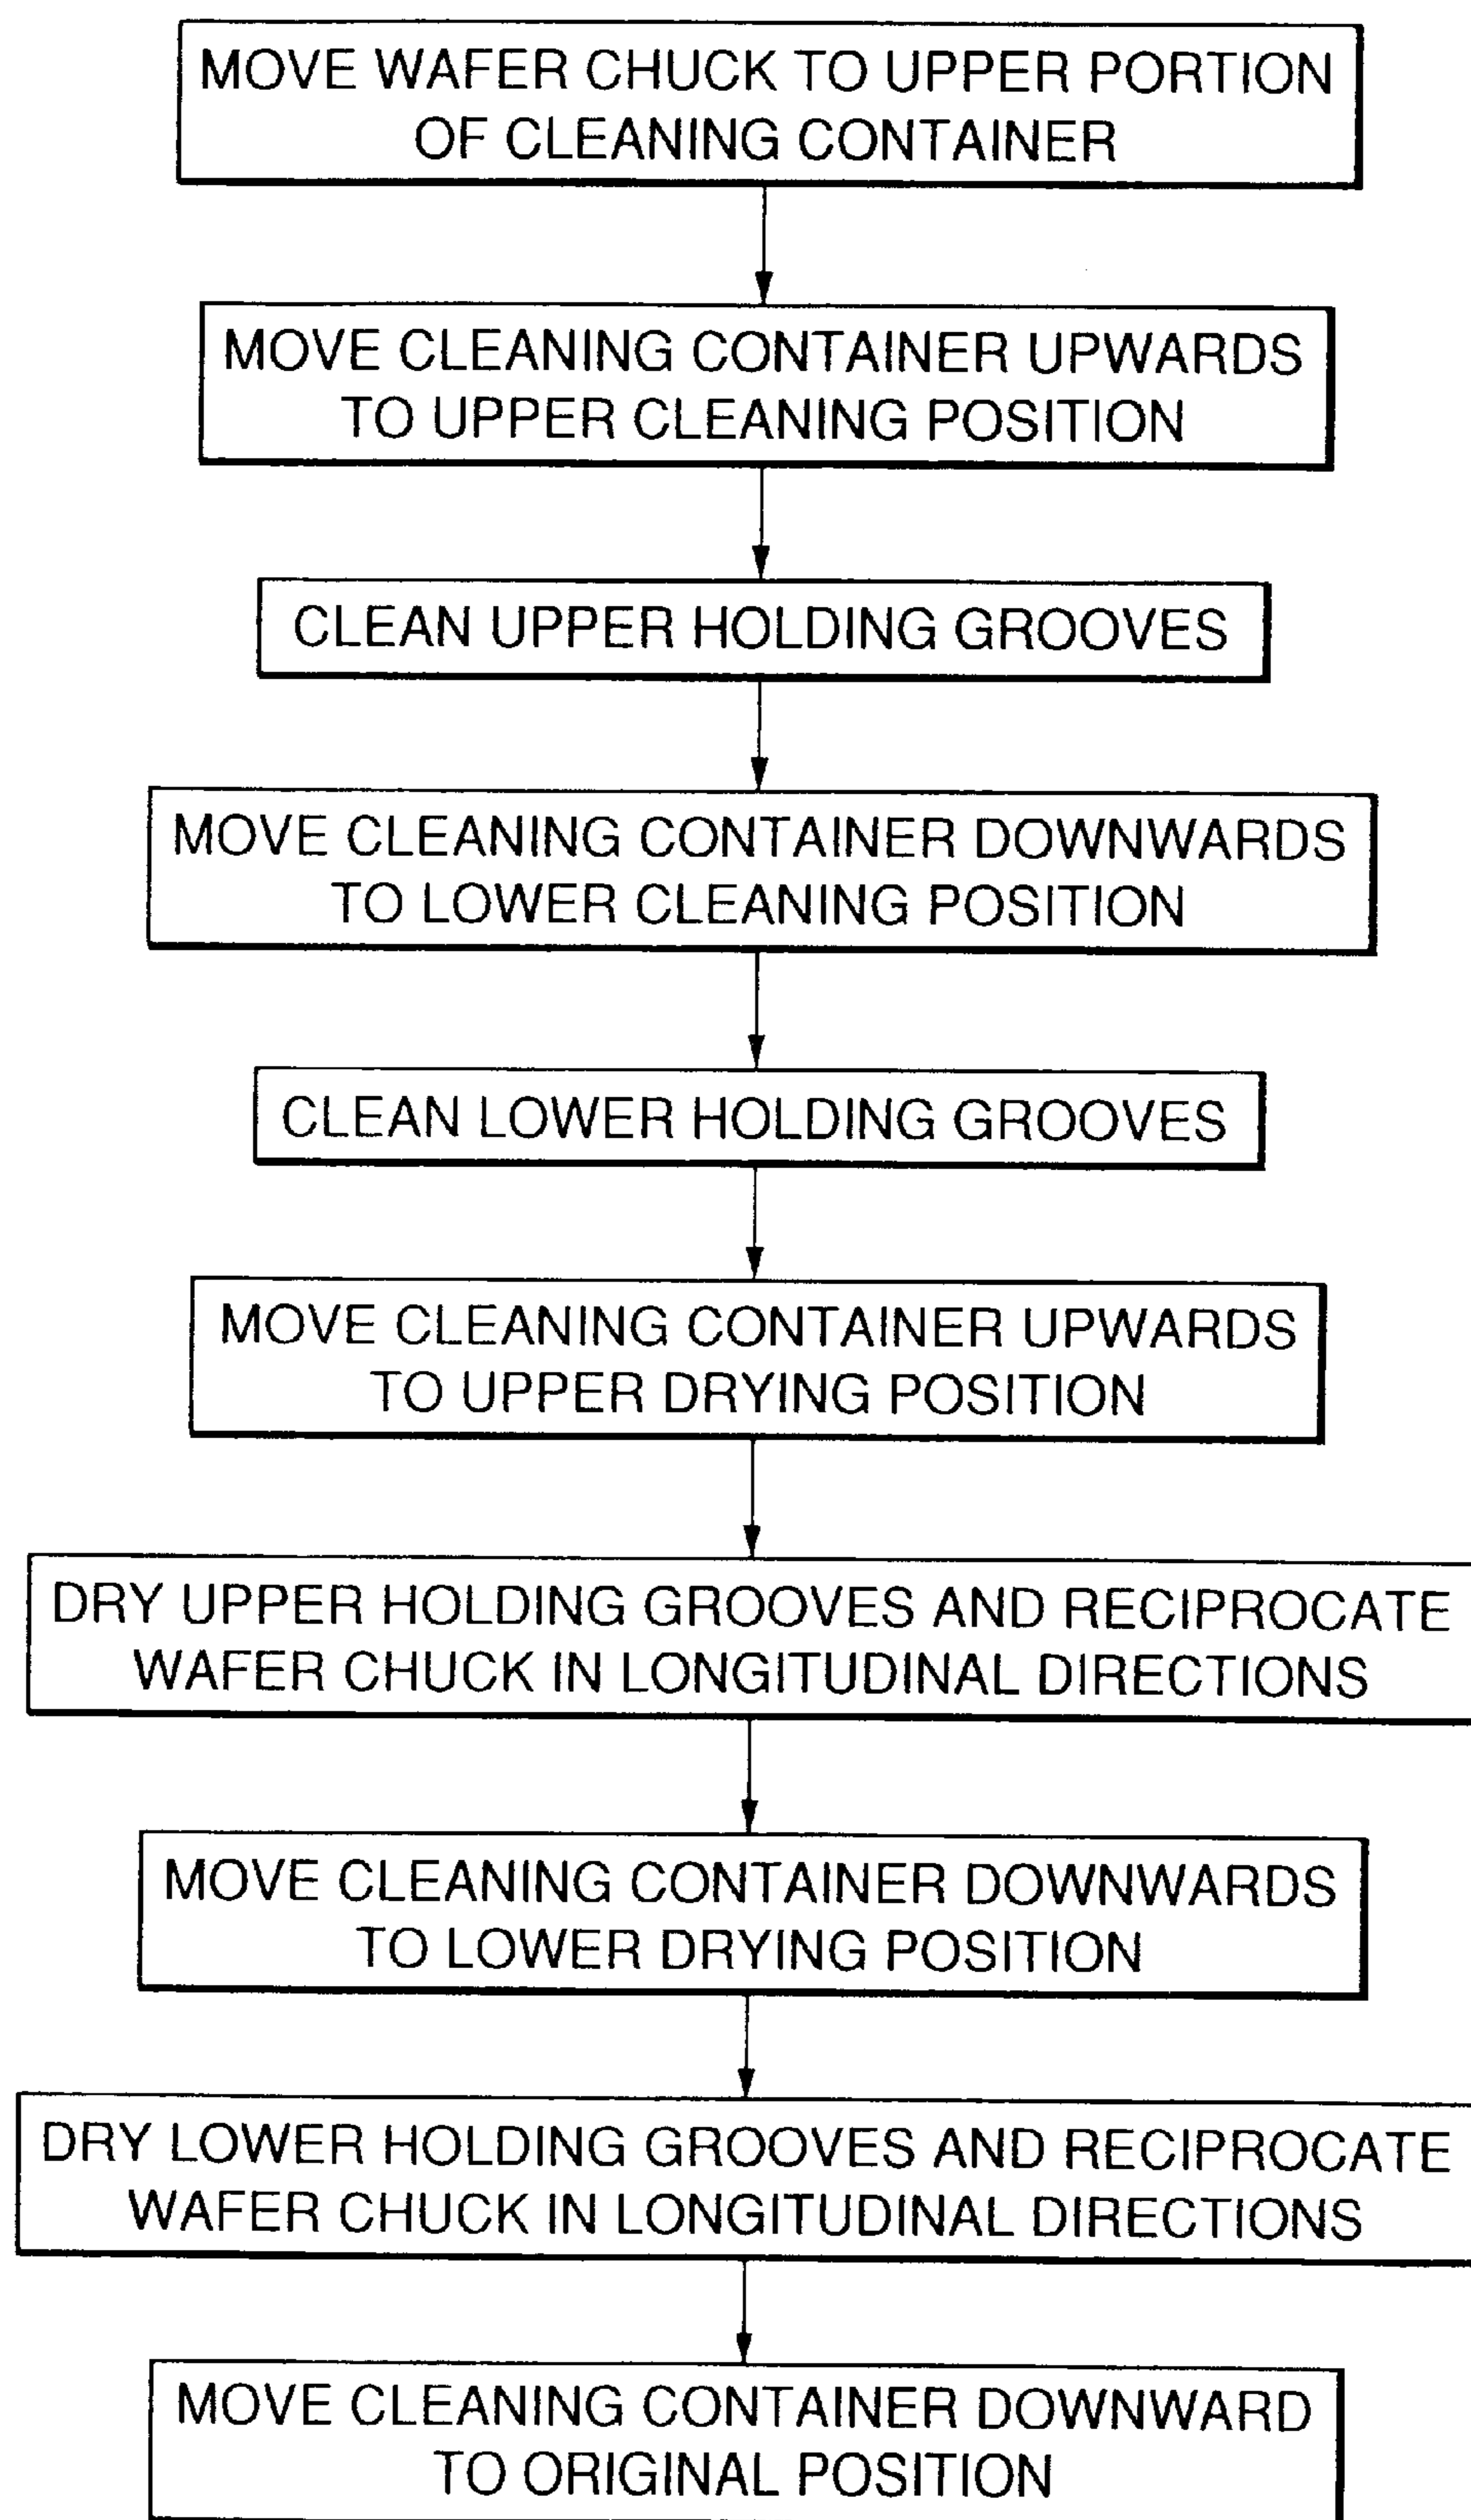 MOVE WAFER CHUCK TO UPPER PORTION
OF CLEANING CONTAINER
MOVE CLEANING CONTAINER UPWARDS
TO UPPER CLEANING POSITION
CLEAN UPPER HOLDING GROOVES
MOVE CLEANING CONTAINER DOWNWARDS
TO LOWER CLEANING POSITION
CLEAN LOWER HOLDING GROOVES
MOVE CLEANING CONTAINER UPWARDS
TO UPPER DRYING POSITION
DRY UPPER HOLDING GROOVES AND RECIPROCATE
WAFER CHUCK IN LONGITUDINAL DIRECTIONS
MOVE CLEANING CONTAINER DOWNWARDS
TO LOWER DRYING POSITION
DRY LOWER HOLDING GROOVES AND RECIPROCATE
WAFER CHUCK IN LONGITUDINAL DIRECTIONS
MOVE CLEANING CONTAINER DOWNWARD
TO ORIGINAL POSITION